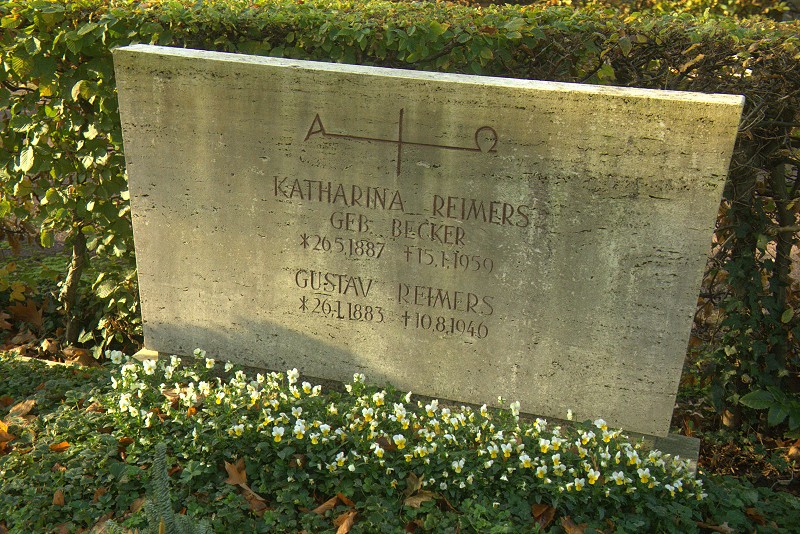 Α Ω
KATHARINA REIMERS
GEB. BECKER
*26.5.1887 †15.1.1959
GUSTAV REIMERS
*26.1.1883 †10.8.1946